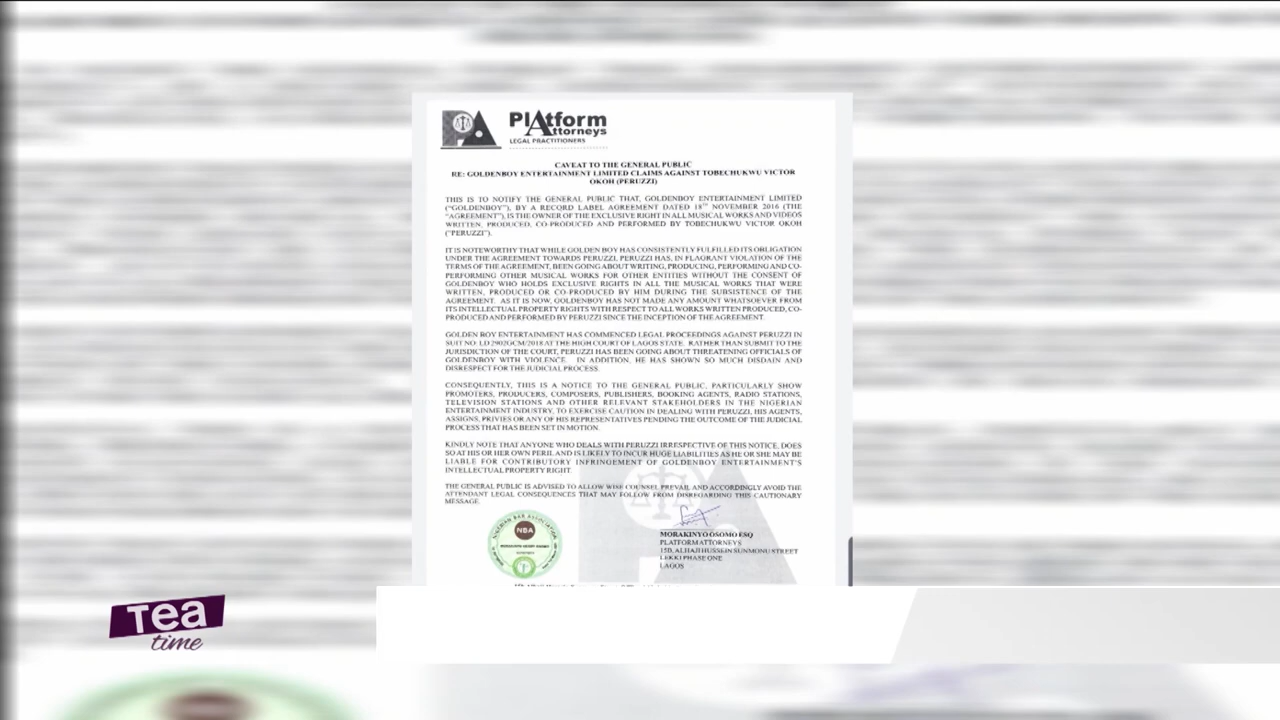 PlAtform
Attorneys
LEGAL PRACTITIONERS
CAVEAT TO THE GENERAL PUBLIC
RE: GOLDENBOY ENTERTAINMENT LIMITED CLAIMS AGAINST TOBECHUKWU VICTOR
OKOH (PERUZZI)
THIS IS TO NOTIFY THE GENERAL PUBLIC THAT, GOLDENBOY ENTERTAINMENT LIMITED
("GOLDENBOY"), BY A RECORD LABEL AGREEMENT DATED 18TH NOVEMBER 2016 (THE
"AGREEMENT"), IS THE OWNER OF THE EXCLUSIVE RIGHT IN ALL MUSICAL WORKS AND VIDEOS
WRITTEN, PRODUCED, CO-PRODUCED AND PERFORMED BY TOBECHUKWU VICTOR OKOH
("PERUZZI").
IT IS NOTEWORTHY THAT WHILE GOLDEN BOY HAS CONSISTENTLY FULFILLED ITS OBLIGATION
UNDER THE AGREEMENT TOWARDS PERUZZI, PERUZZI HAS, IN FLAGRANT VIOLATION OF THE
TERMS OF THE AGREEMENT, BEEN GOING ABOUT WRITING, PRODUCING, PERFORMING AND CO-
PERFORMING OTHER MUSICAL WORKS FOR OTHER ENTITIES WITHOUT THE CONSENT OF
GOLDENBOY WHO HOLDS EXCLUSIVE RIGHTS IN ALL THE MUSICAL WORKS THAT WERE
WRITTEN, PRODUCED OR CO-PRODUCED BY HIM DURING THE SUBSISTENCE OF THE
AGREEMENT. AS IT IS NOW, GOLDENBOY HAS NOT MADE ANY AMOUNT WHATSOEVER FROM
ITS INTELLECTUAL PROPERTY RIGHTS WITH RESPECT TO ALL WORKS WRITTEN PRODUCED, CO-
PRODUCED AND PERFORMED BY PERUZZI SINCE THE INCEPTION OF THE AGREEMENT.
GOLDEN BOY ENTERTAINMENT HAS COMMENCED LEGAL PROCEEDINGS AGAINST PERUZZI IN
SUIT NO: LD/2902GCM/2018 AT THE HIGH COURT OF LAGOS STATE. RATHER THAN SUBMIT TO THE
JURISDICTION OF THE COURT, PERUZZI HAS BEEN GOING ABOUT THREATENING OFFICIALS OF
GOLDENBOY WITH VIOLENCE. IN ADDITION, HE HAS SHOWN SO MUCH DISDAIN AND
DISRESPECT FOR THE JUDICIAL PROCESS.
CONSEQUENTLY, THIS IS A NOTICE TO THE GENERAL PUBLIC, PARTICULARLY SHOW
PROMOTERS, PRODUCERS, COMPOSERS, PUBLISHERS, BOOKING AGENTS, RADIO STATIONS,
TELEVISION STATIONS AND OTHER RELEVANT STAKEHOLDERS IN THE NIGERIAN
ENTERTAINMENT INDUSTRY, TO EXERCISE CAUTION IN DEALING WITH PERUZZI, HIS AGENTS,
ASSIGNS, PRIVIES OR ANY OF HIS REPRESENTATIVES PENDING THE OUTCOME OF THE JUDICIAL
PROCESS THAT HAS BEEN SET IN MOTION.
KINDLY NOTE THAT ANYONE WHO DEALS WITH PERUZZI IRRESPECTIVE OF THIS NOTICE, DOES
SO AT HIS OR HER OWN PERIL AND IS LIKELY TO INCUR HUGE LIABILITIES AS HE OR SHE MAY BE
LIABLE FOR CONTRIBUTORY INFRINGEMENT OF GOLDENBOY ENTERTAINMENT'S
INTELLECTUAL PROPERTY RIGHT.
THE GENERAL PUBLIC IS ADVISED TO ALLOW WISE COUNSEL PREVAIL AND ACCORDINGLY AVOID THE
ATTENDANT LEGAL CONSEQUENCES THAT MAY FOLLOW FROM DISREGARDING THIS CAUTIONARY
MESSAGE.
NIGERIAN BAR ASSOCIATION
NBA
MORAKINYO OSOMO ESQ
PLATFORM ATTORNEYS
15B, ALHAJI HUSSEIN SUNMONU STREET
LEKKI PHASE ONE
LAGOS
Tea
time